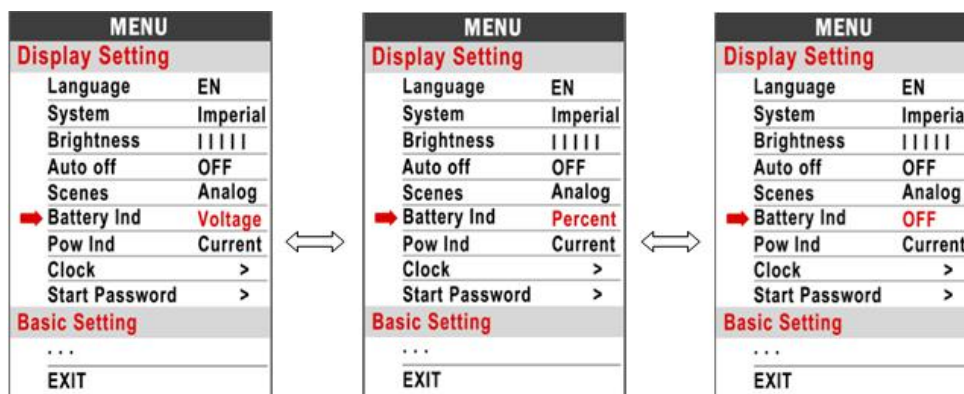 MENU
Display Setting
Language EN
System Imperial
Brightness | | | | |
Auto off OFF
Scenes Analog
Battery Ind Voltage
Pow Ind Current
Clock >
Start Password >
Basic Setting
. . .
EXIT
MENU
Display Setting
Language EN
System Imperial
Brightness | | | | |
Auto off OFF
Scenes Analog
Battery Ind Percent
Pow Ind Current
Clock >
Start Password >
Basic Setting
. . .
EXIT
MENU
Display Setting
Language EN
System Imperia
Brightness | | | | |
Auto off OFF
Scenes Analog
Battery Ind OFF
Pow Ind Current
Clock >
Start Password >
Basic Setting
. . .
EXIT